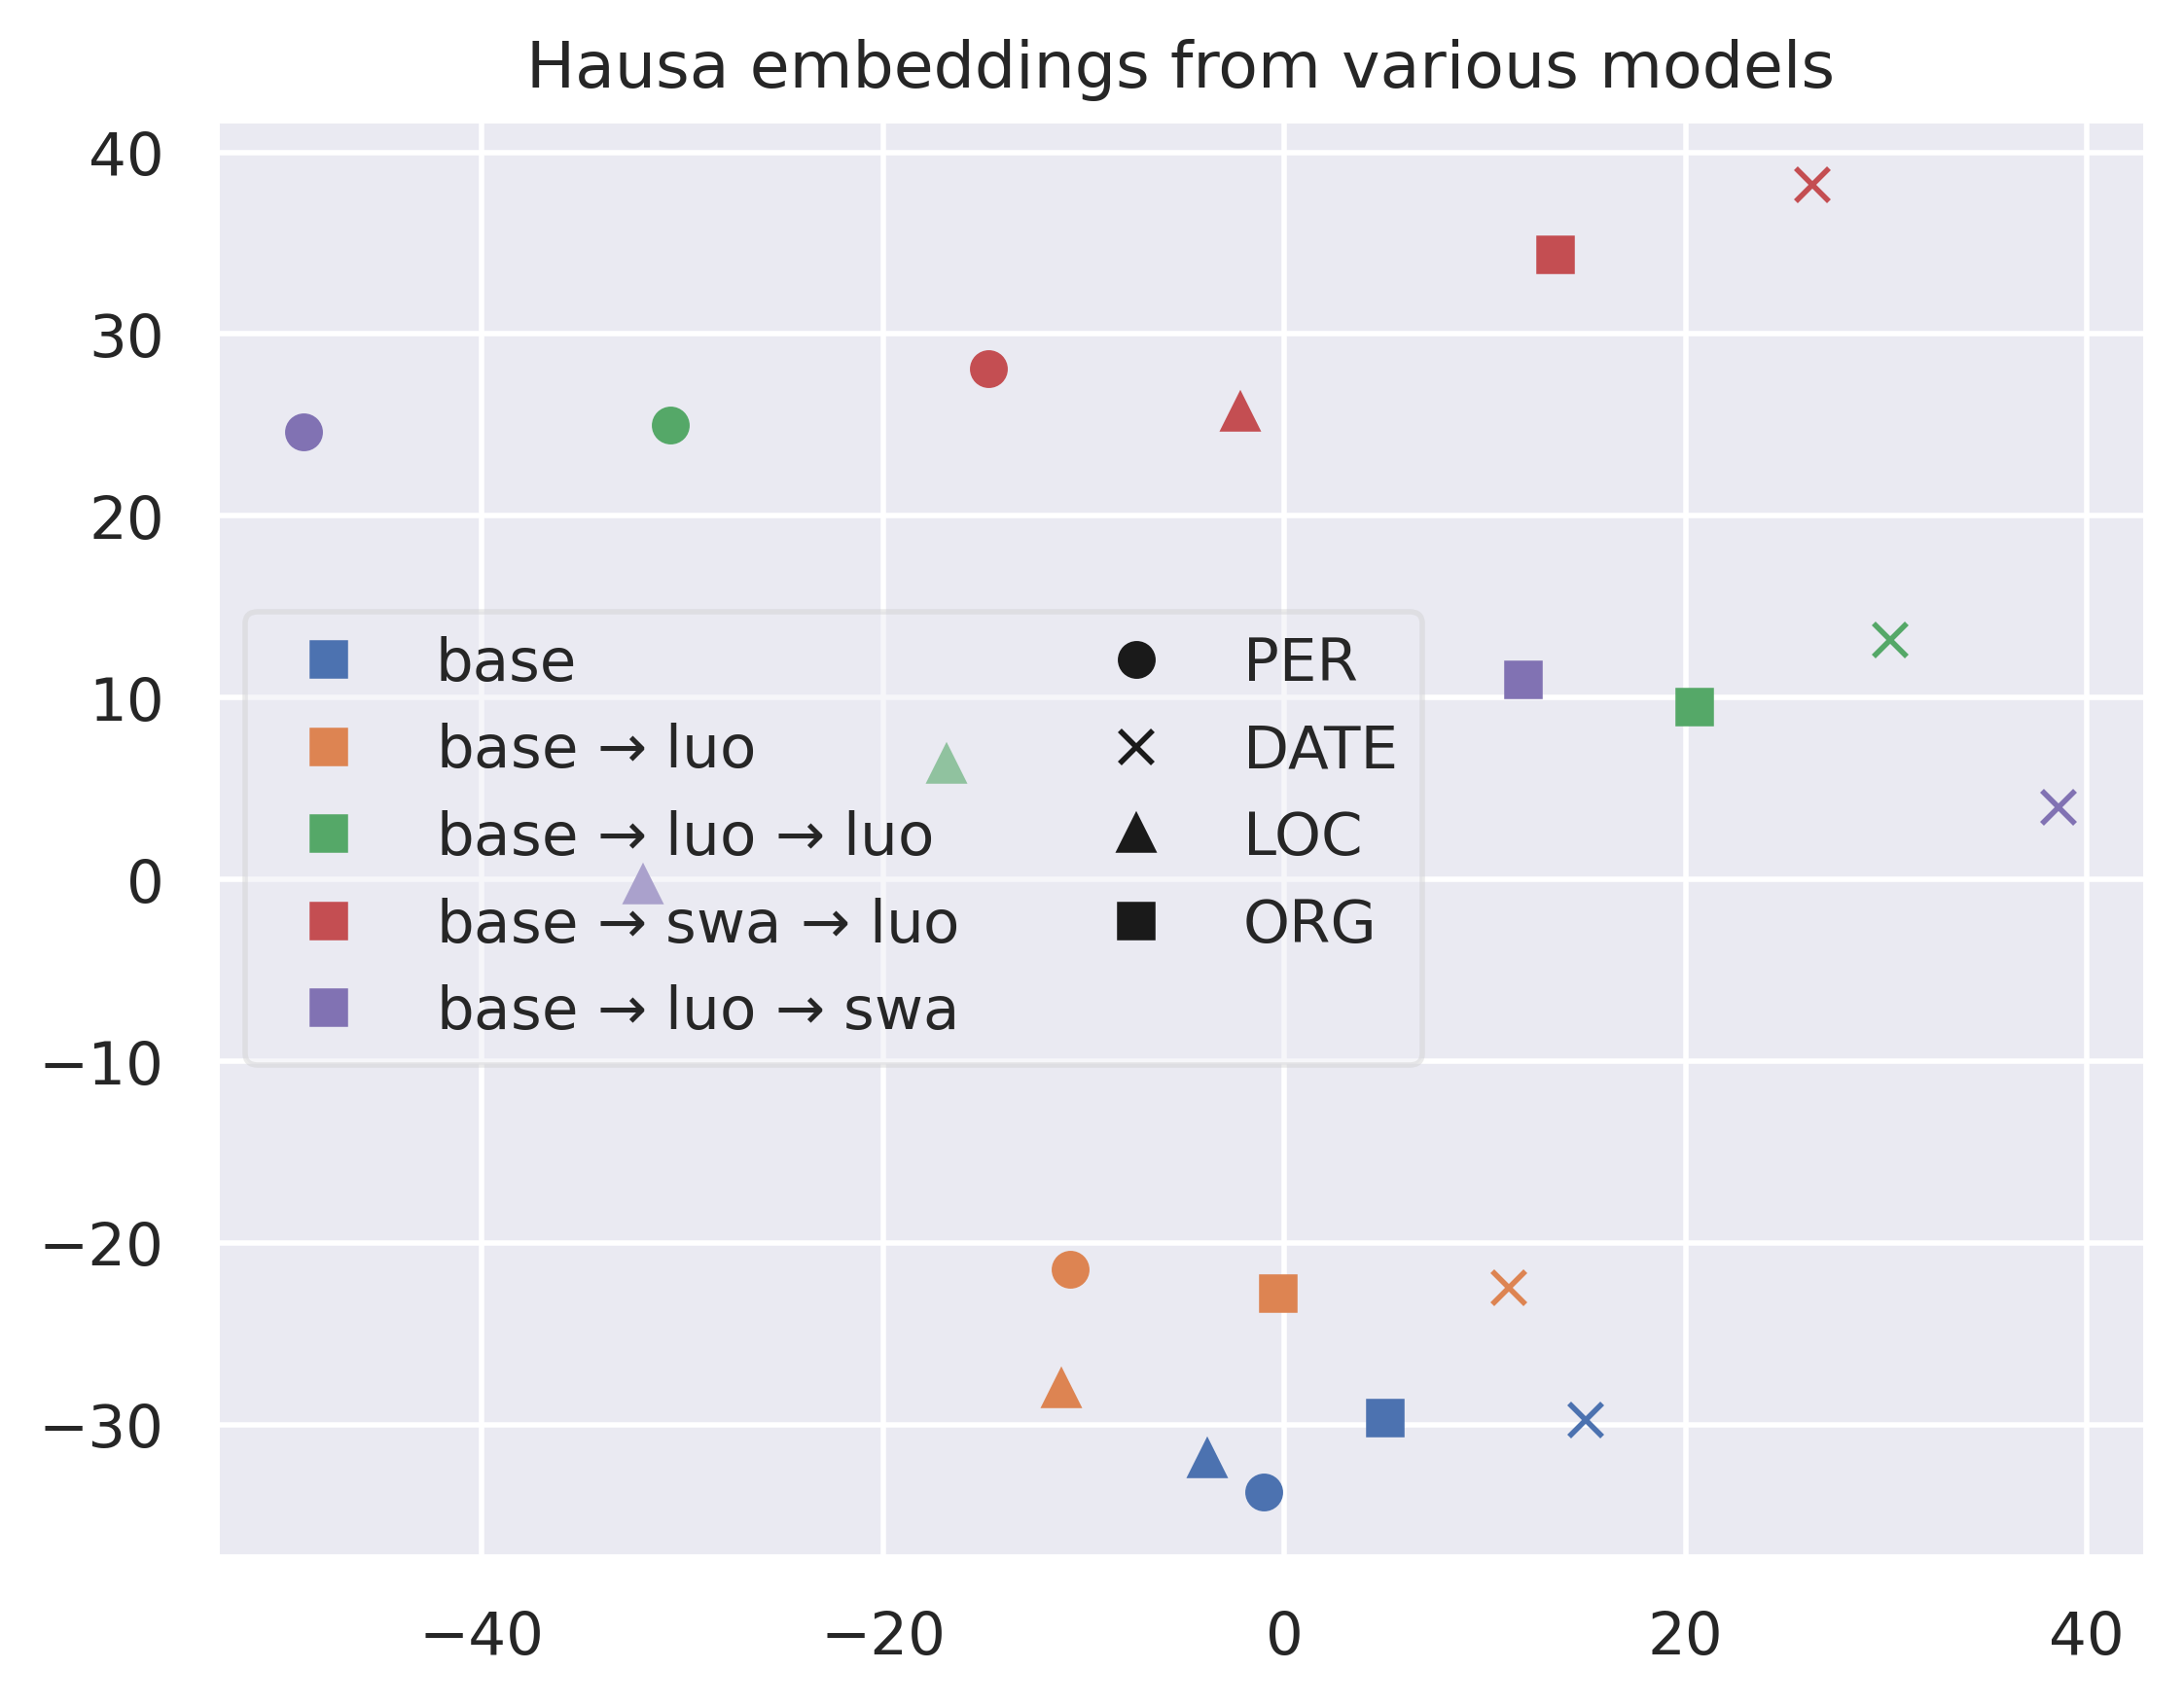 Hausa embeddings from various models
40
30
20
10
0
−10
−20
−30
base
base → luo
base → luo → luo
base → swa → luo
base → luo → swa
PER
DATE
LOC
ORG
−40 −20 0 20 40